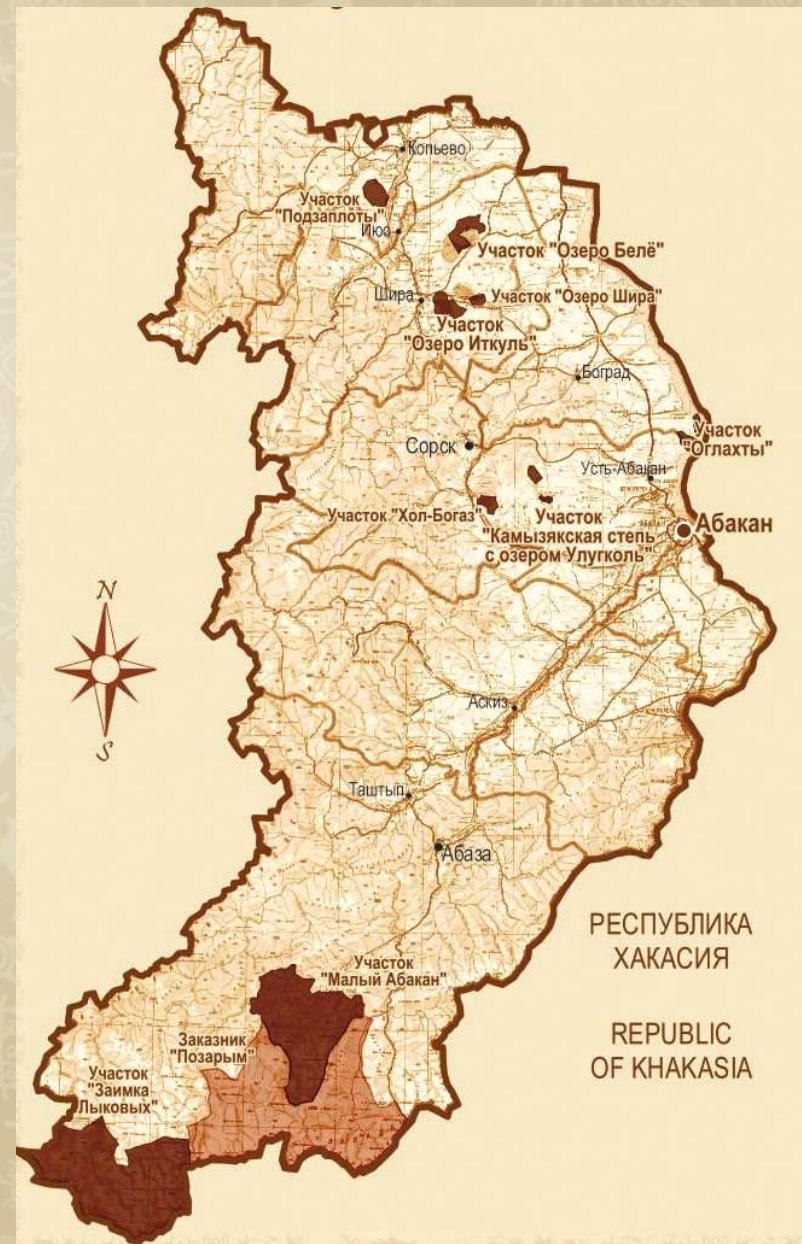 Копьево
Участок
"Подзаплоты"
Июс
Участок "Озеро Белё"
Шира
Участок "Озеро Шира"
Участок
"Озеро Иткуль"
Боград
Участок
"Оглахты"
Сорск
Усть-Абакан
Участок "Хол-Богаз"
Участок
"Камызякская степь
с озером Улугколь"
Абакан
N
S
Аскиз
Таштып
Абаза
РЕСПУБЛИКА
ХАКАСИЯ
REPUBLIC
OF KHAKASIA
Участок
"Малый Абакан"
Заказник
"Позарым"
Участок
"Заимка
Лыковых"